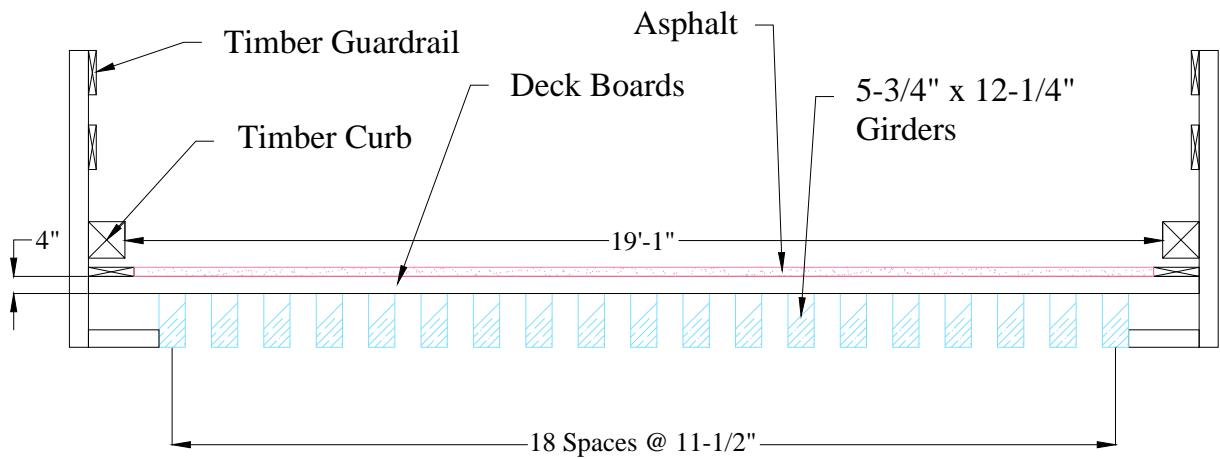 Timber Guardrail
Asphalt
Deck Boards
5-3/4" x 12-1/4"
Girders
Timber Curb
4"
19'-1"
18 Spaces @ 11-1/2"